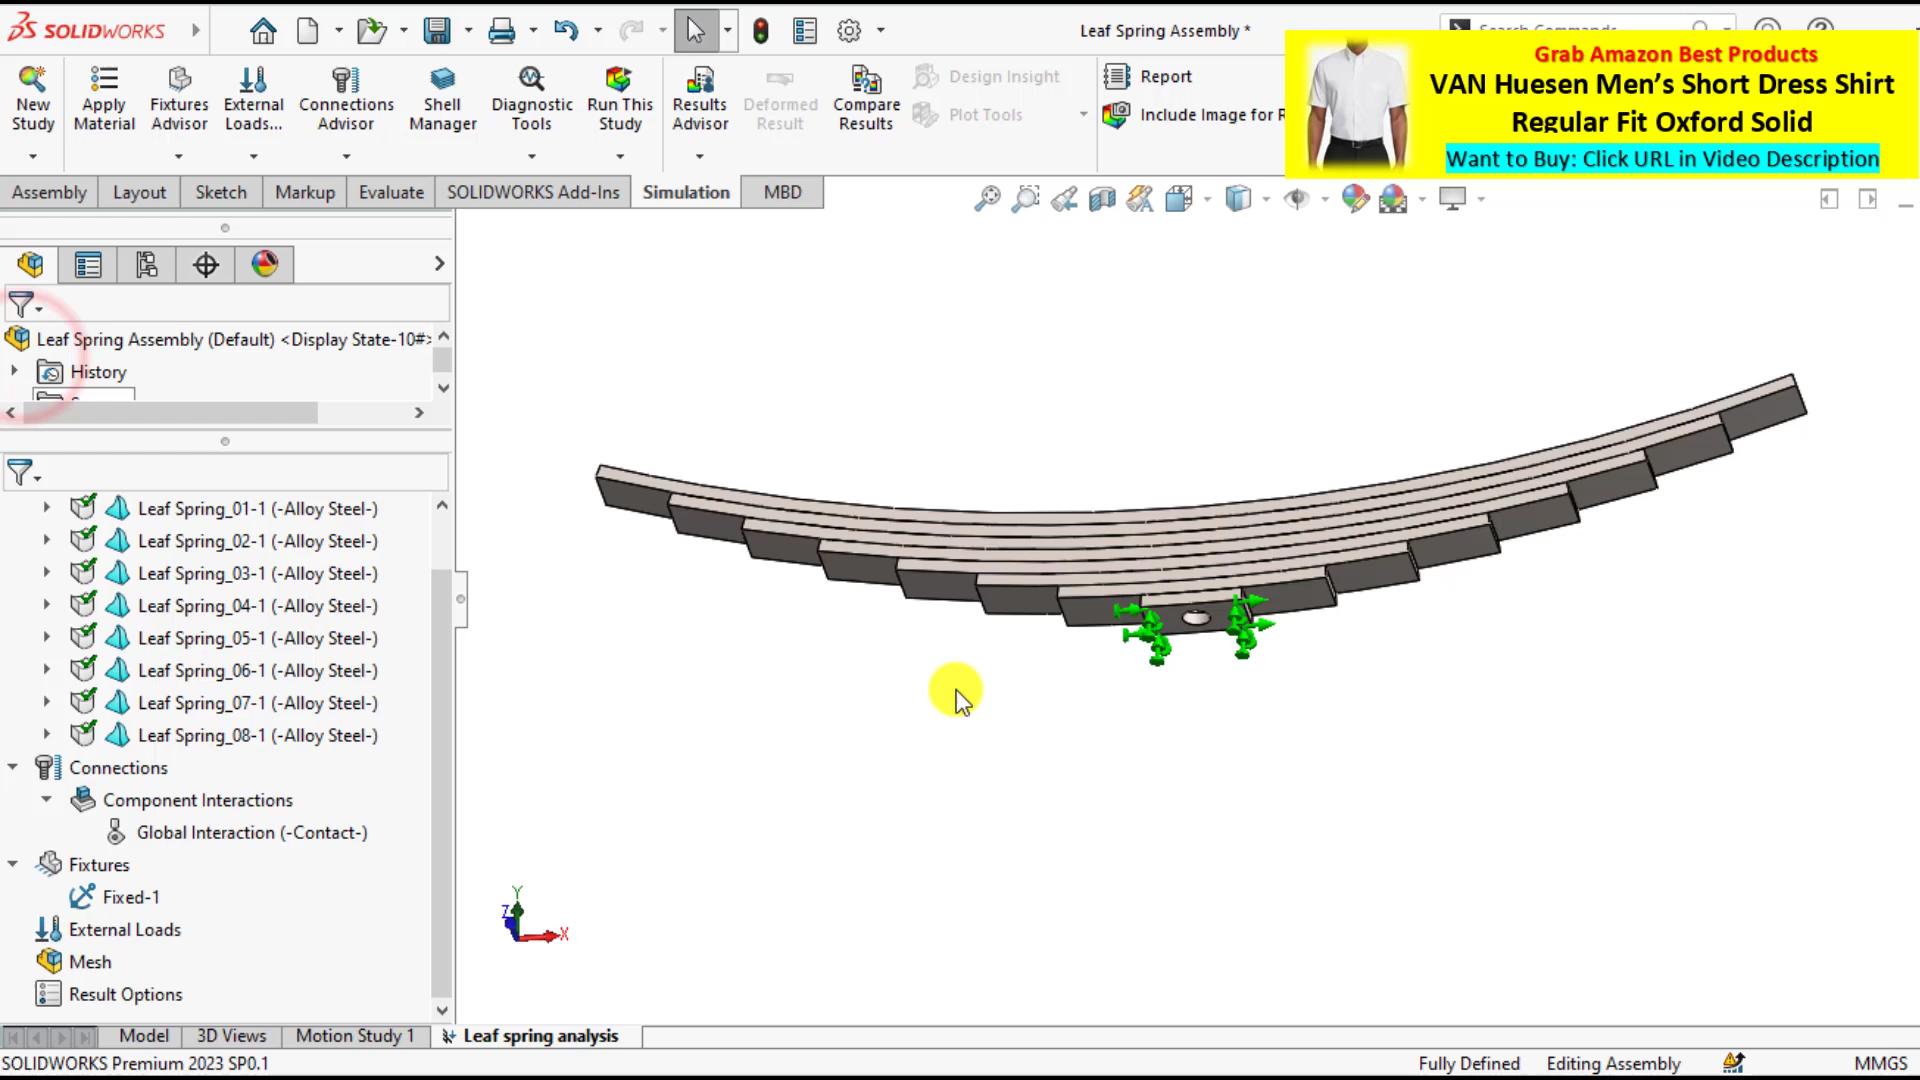 SOLIDWORKS
Leaf Spring Assembly *
Search Commands
Grab Amazon Best Products
VAN Huesen Men's Short Dress Shirt
Regular Fit Oxford Solid
Want to Buy: Click URL in Video Description
New
Study
Apply
Material
Fixtures
Advisor
External
Loads...
Connections
Advisor
Shell
Manager
Diagnostic
Tools
Run This
Study
Results
Advisor
Deformed
Result
Compare
Results
Design Insight
Plot Tools
Report
Include Image for R
Assembly
Layout
Sketch
Markup
Evaluate
SOLIDWORKS Add-Ins
Simulation
MBD
Leaf Spring Assembly (Default) <Display State-10#>
History
Leaf Spring_01-1 (-Alloy Steel-)
Leaf Spring_02-1 (-Alloy Steel-)
Leaf Spring_03-1 (-Alloy Steel-)
Leaf Spring_04-1 (-Alloy Steel-)
Leaf Spring_05-1 (-Alloy Steel-)
Leaf Spring_06-1 (-Alloy Steel-)
Leaf Spring_07-1 (-Alloy Steel-)
Leaf Spring_08-1 (-Alloy Steel-)
Connections
Component Interactions
Global Interaction (-Contact-)
Fixtures
Fixed-1
External Loads
Mesh
Result Options
Y
Z
X
Model
3D Views
Motion Study 1
Leaf spring analysis
SOLIDWORKS Premium 2023 SP0.1
Fully Defined
Editing Assembly
MMGS